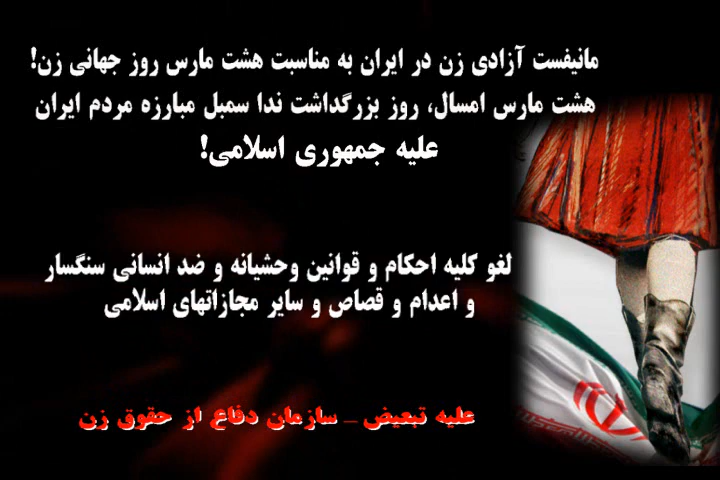 مانیفست آزادی زن در ایران به مناسبت هشت مارس روز جهانی زن!
هشت مارس امسال، روز بزرگداشت ندا سمبل مبارزه مردم ایران
علیه جمهوری اسلامی!
لغو کلیه احکام و قوانین وحشیانه و ضد انسانی سنگسار
و اعدام و قصاص و سایر مجازاتهای اسلامی
علیه تبعیض _ سازمان دفاع از حقوق زن